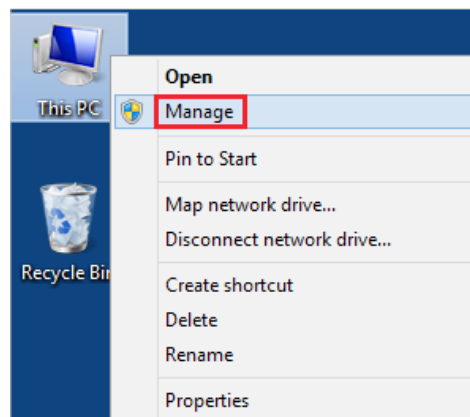 This PC
Recycle Bin
Open
Manage
Pin to Start
Map network drive...
Disconnect network drive...
Create shortcut
Delete
Rename
Properties